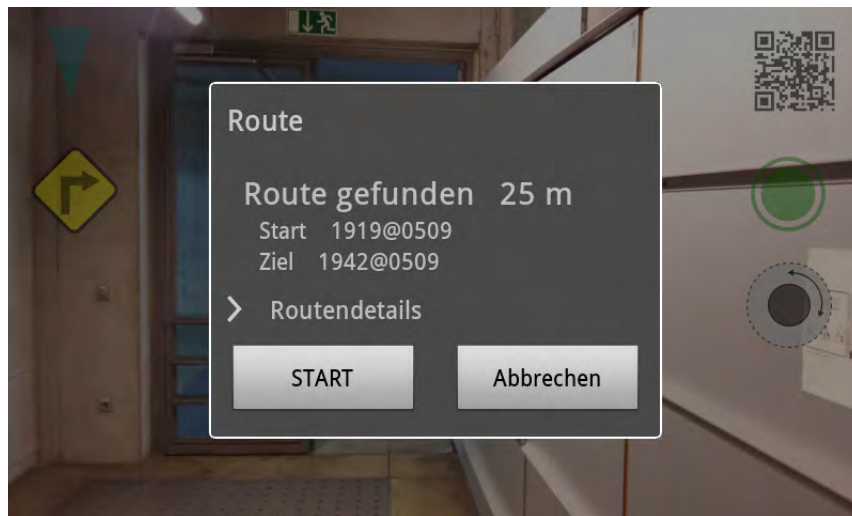 Route
Route gefunden 25 m
Start 1919@0509
Ziel 1942@0509
Routendetails
START
Abbrechen